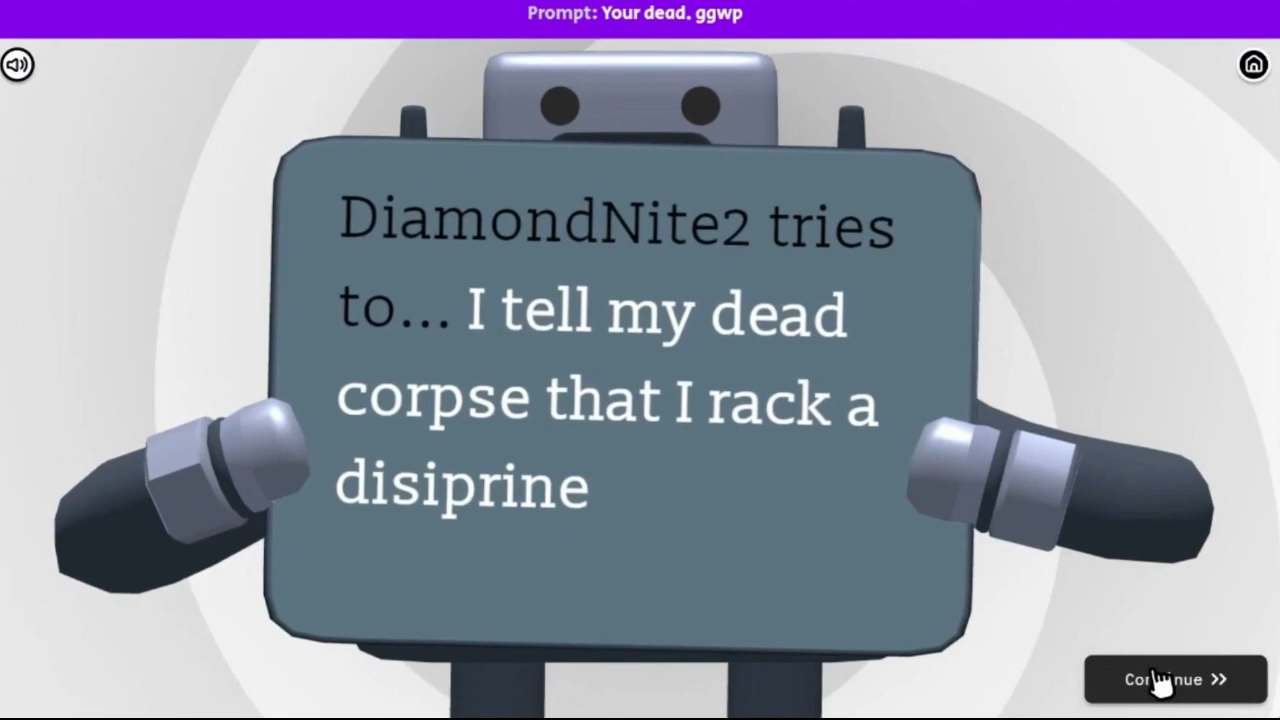 Prompt: Your dead. ggwp
DiamondNite2 tries
to... I tell my dead
corpse that I rack a
disiprine
Continue >>